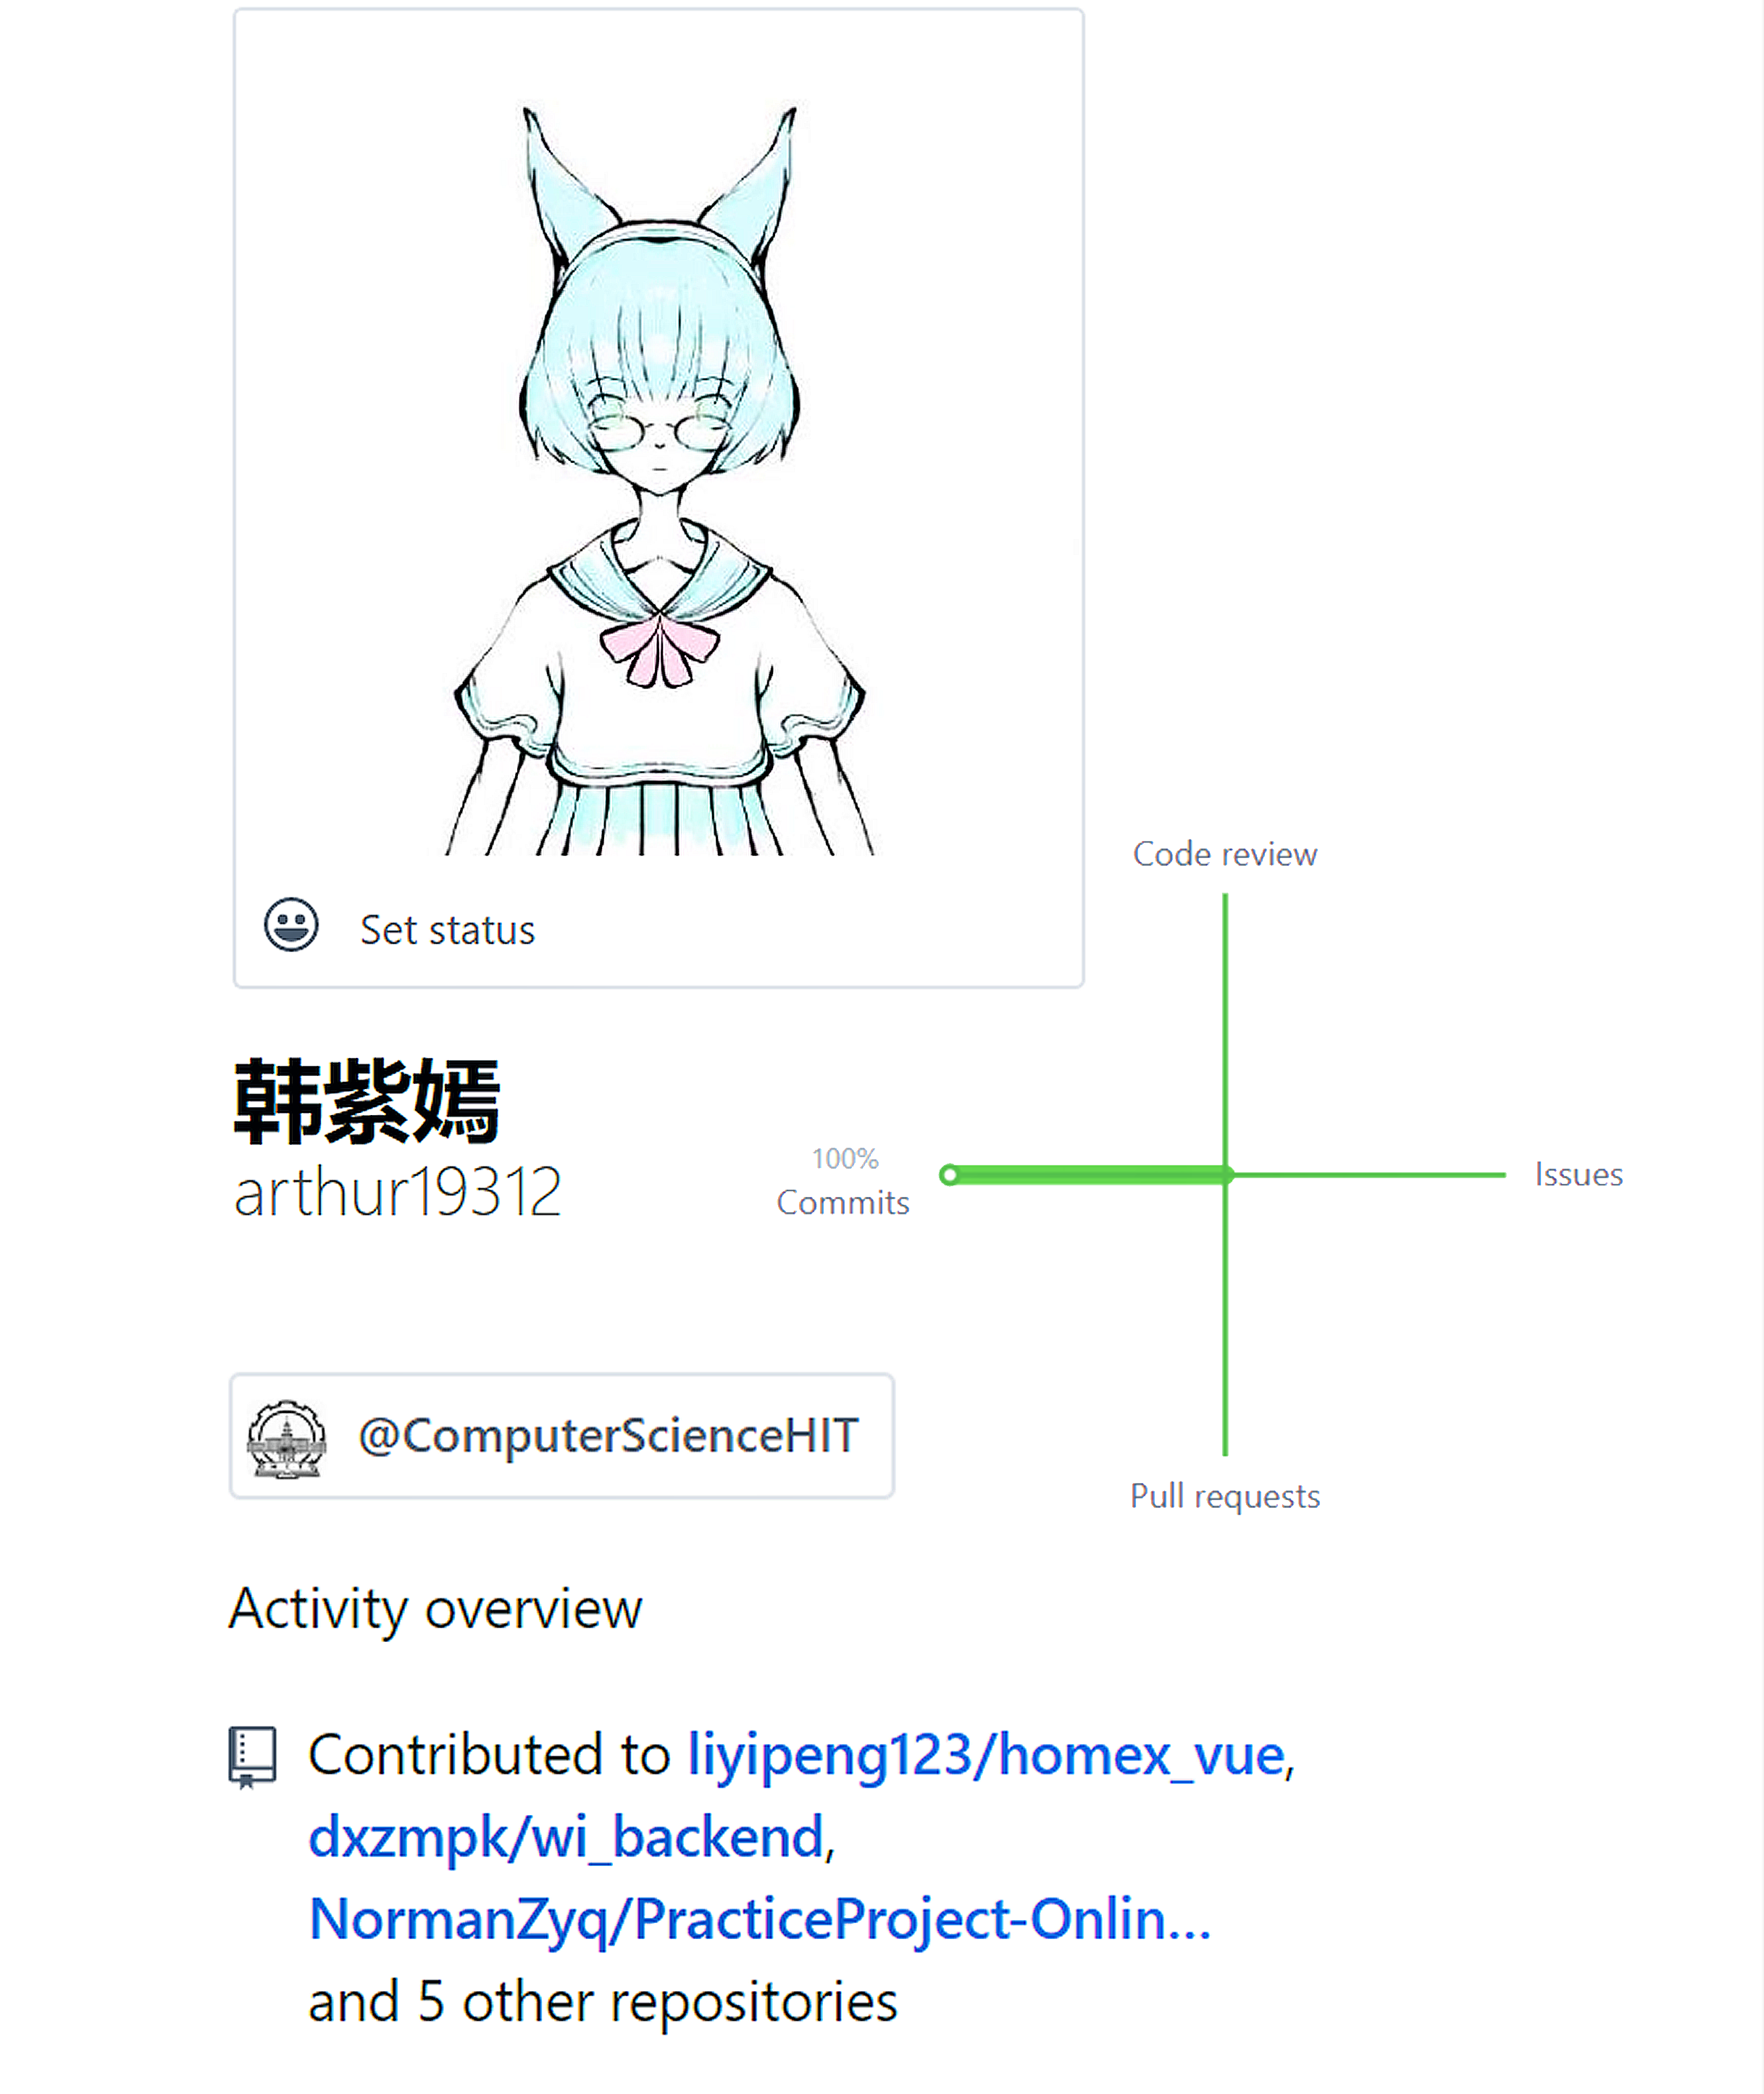 Set status
韩紫嫣
arthur19312
Code review
100%
Commits
Issues
Pull requests
@ComputerScienceHIT
Activity overview
Contributed to liyipeng123/homex_vue,
dxzmpk/wi_backend,
NormanZyq/PracticeProject-Onlin...
and 5 other repositories